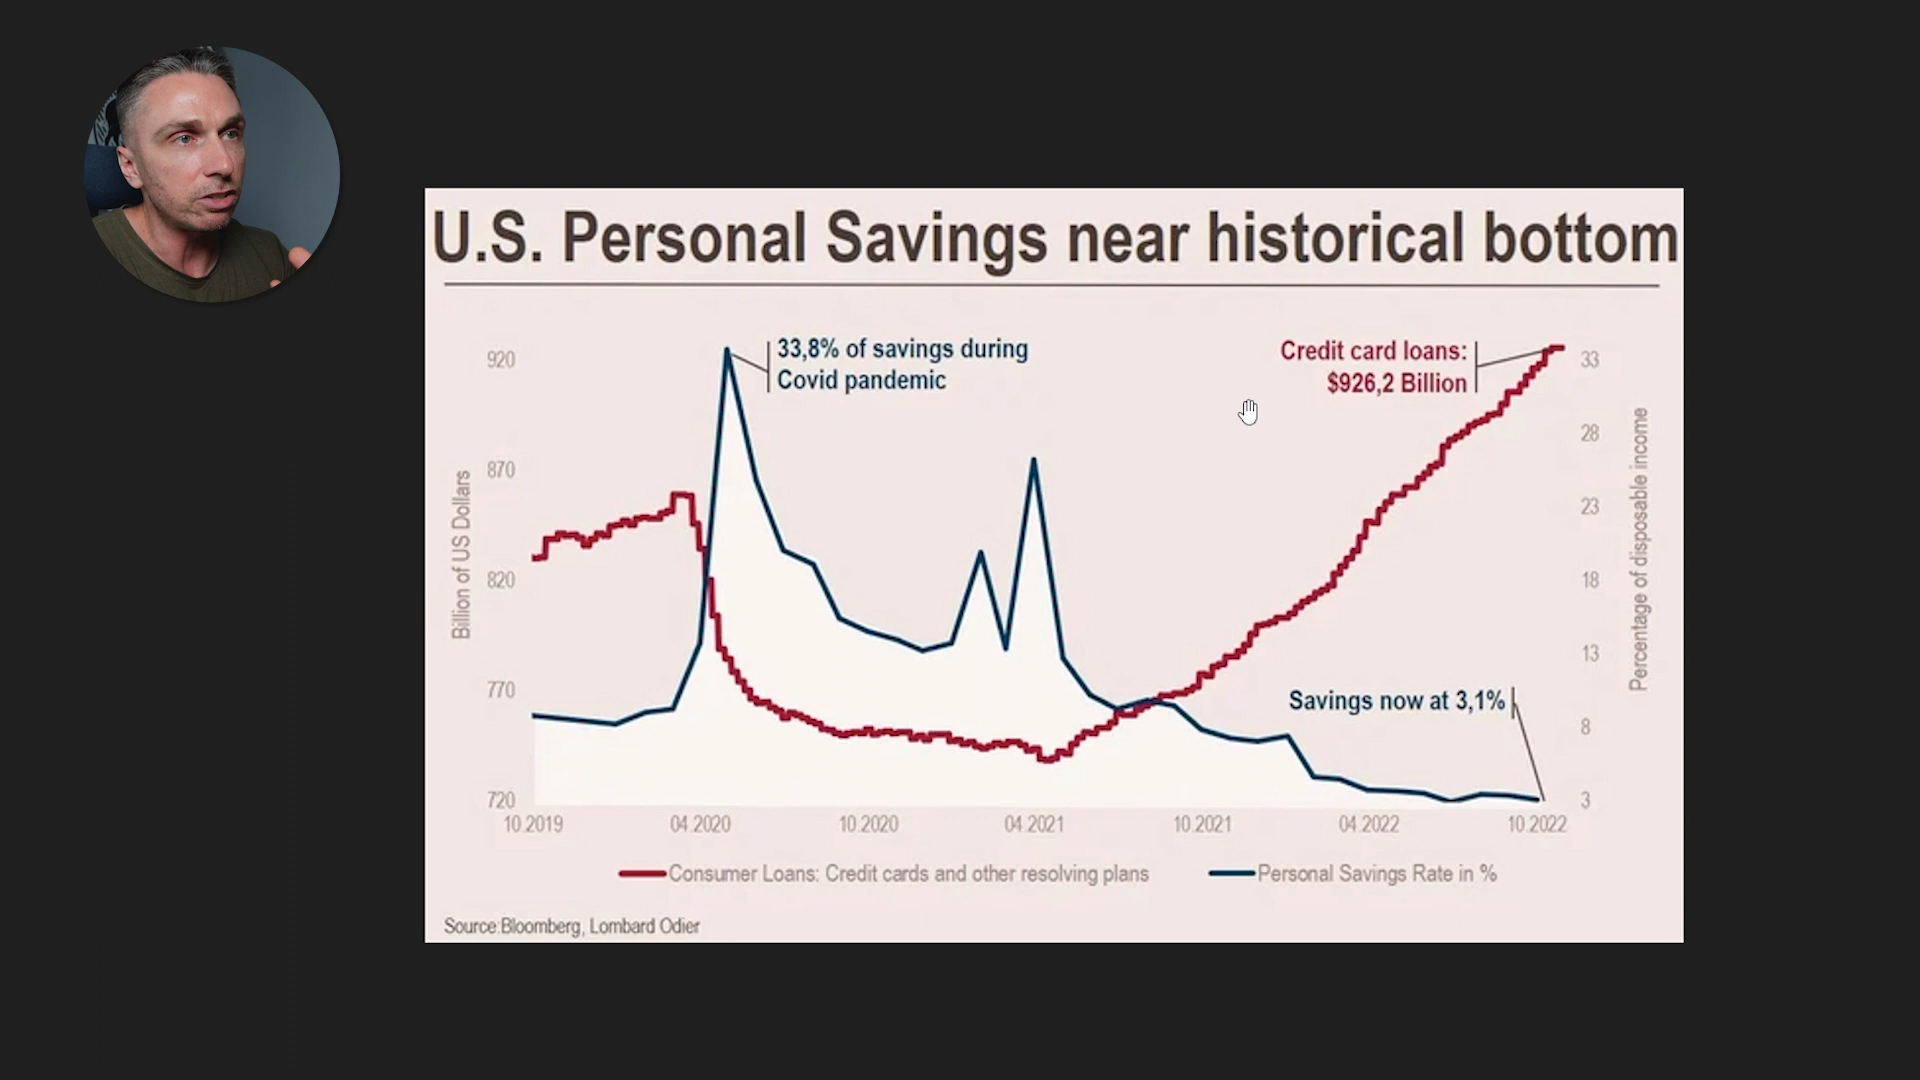 U.S. Personal Savings near historical bottom
33,8% of savings during
Covid pandemic
Credit card loans:
$926,2 Billion
920
870
820
770
720
Billion of US Dollars
33
28
23
18
13
8
3
Percentage of disposable income
Savings now at 3,1%
10.2019
04.2020
10.2020
04.2021
10.2021
04.2022
10.2022
Consumer Loans: Credit cards and other resolving plans
Personal Savings Rate in %
Source:Bloomberg, Lombard Odier